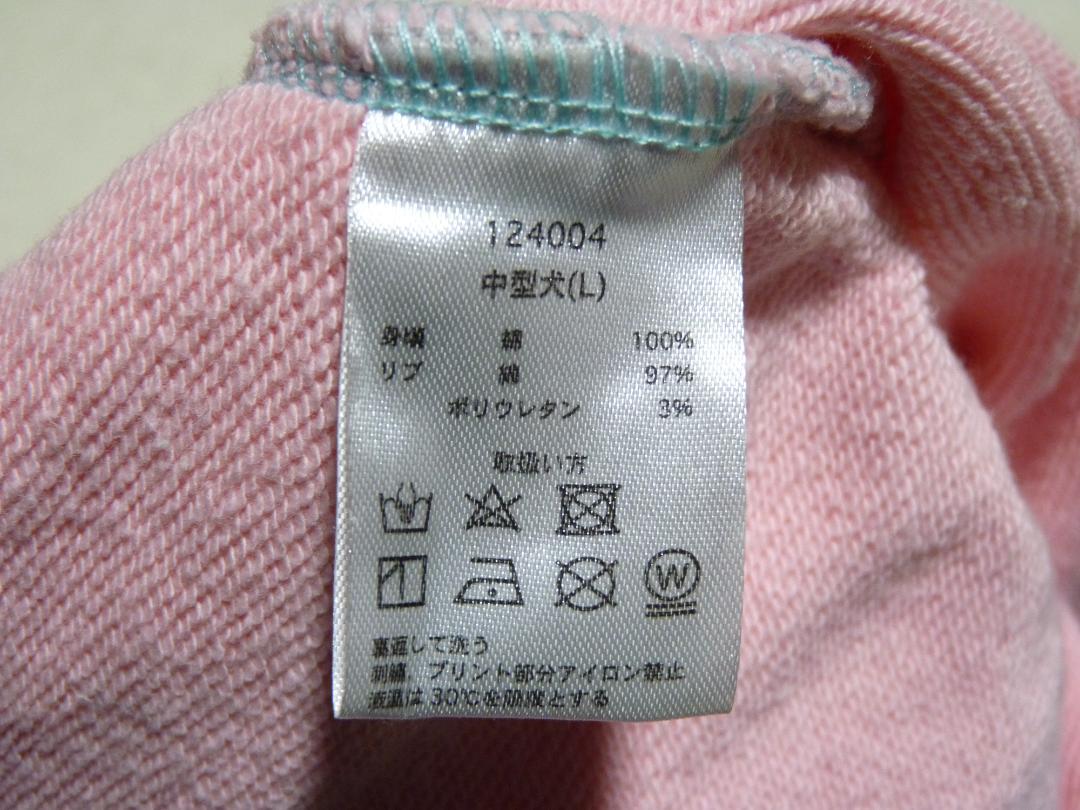 124004
中型犬(L)
身頃 綿 100%
リブ 綿 97%
ポリウレタン 3%
取扱い方
W
裏返して洗う
刺繍、プリント部分アイロン禁止
液温は30℃を限度とする